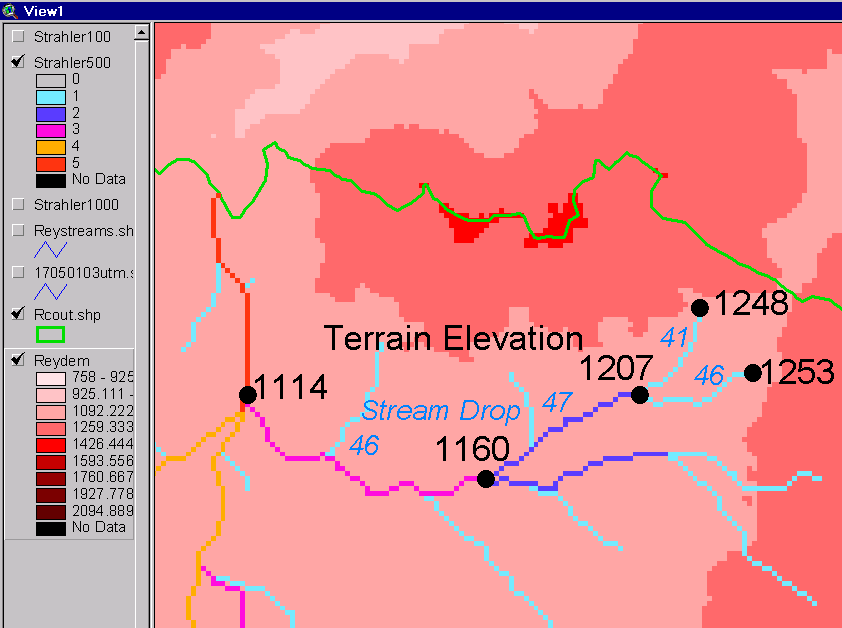 View1
Strahler100
Strahler500
0
1
2
3
4
5
No Data
Strahler1000
Reystreams.sh
17050103utm.s
Rcout.shp
Reydem
758 - 925
925.111 -
1092.222
1259.333
1426.444
1593.556
1760.667
1927.778
2094.889
No Data
1248
Terrain Elevation
41
1207
46
1253
1114
Stream Drop
47
46
1160